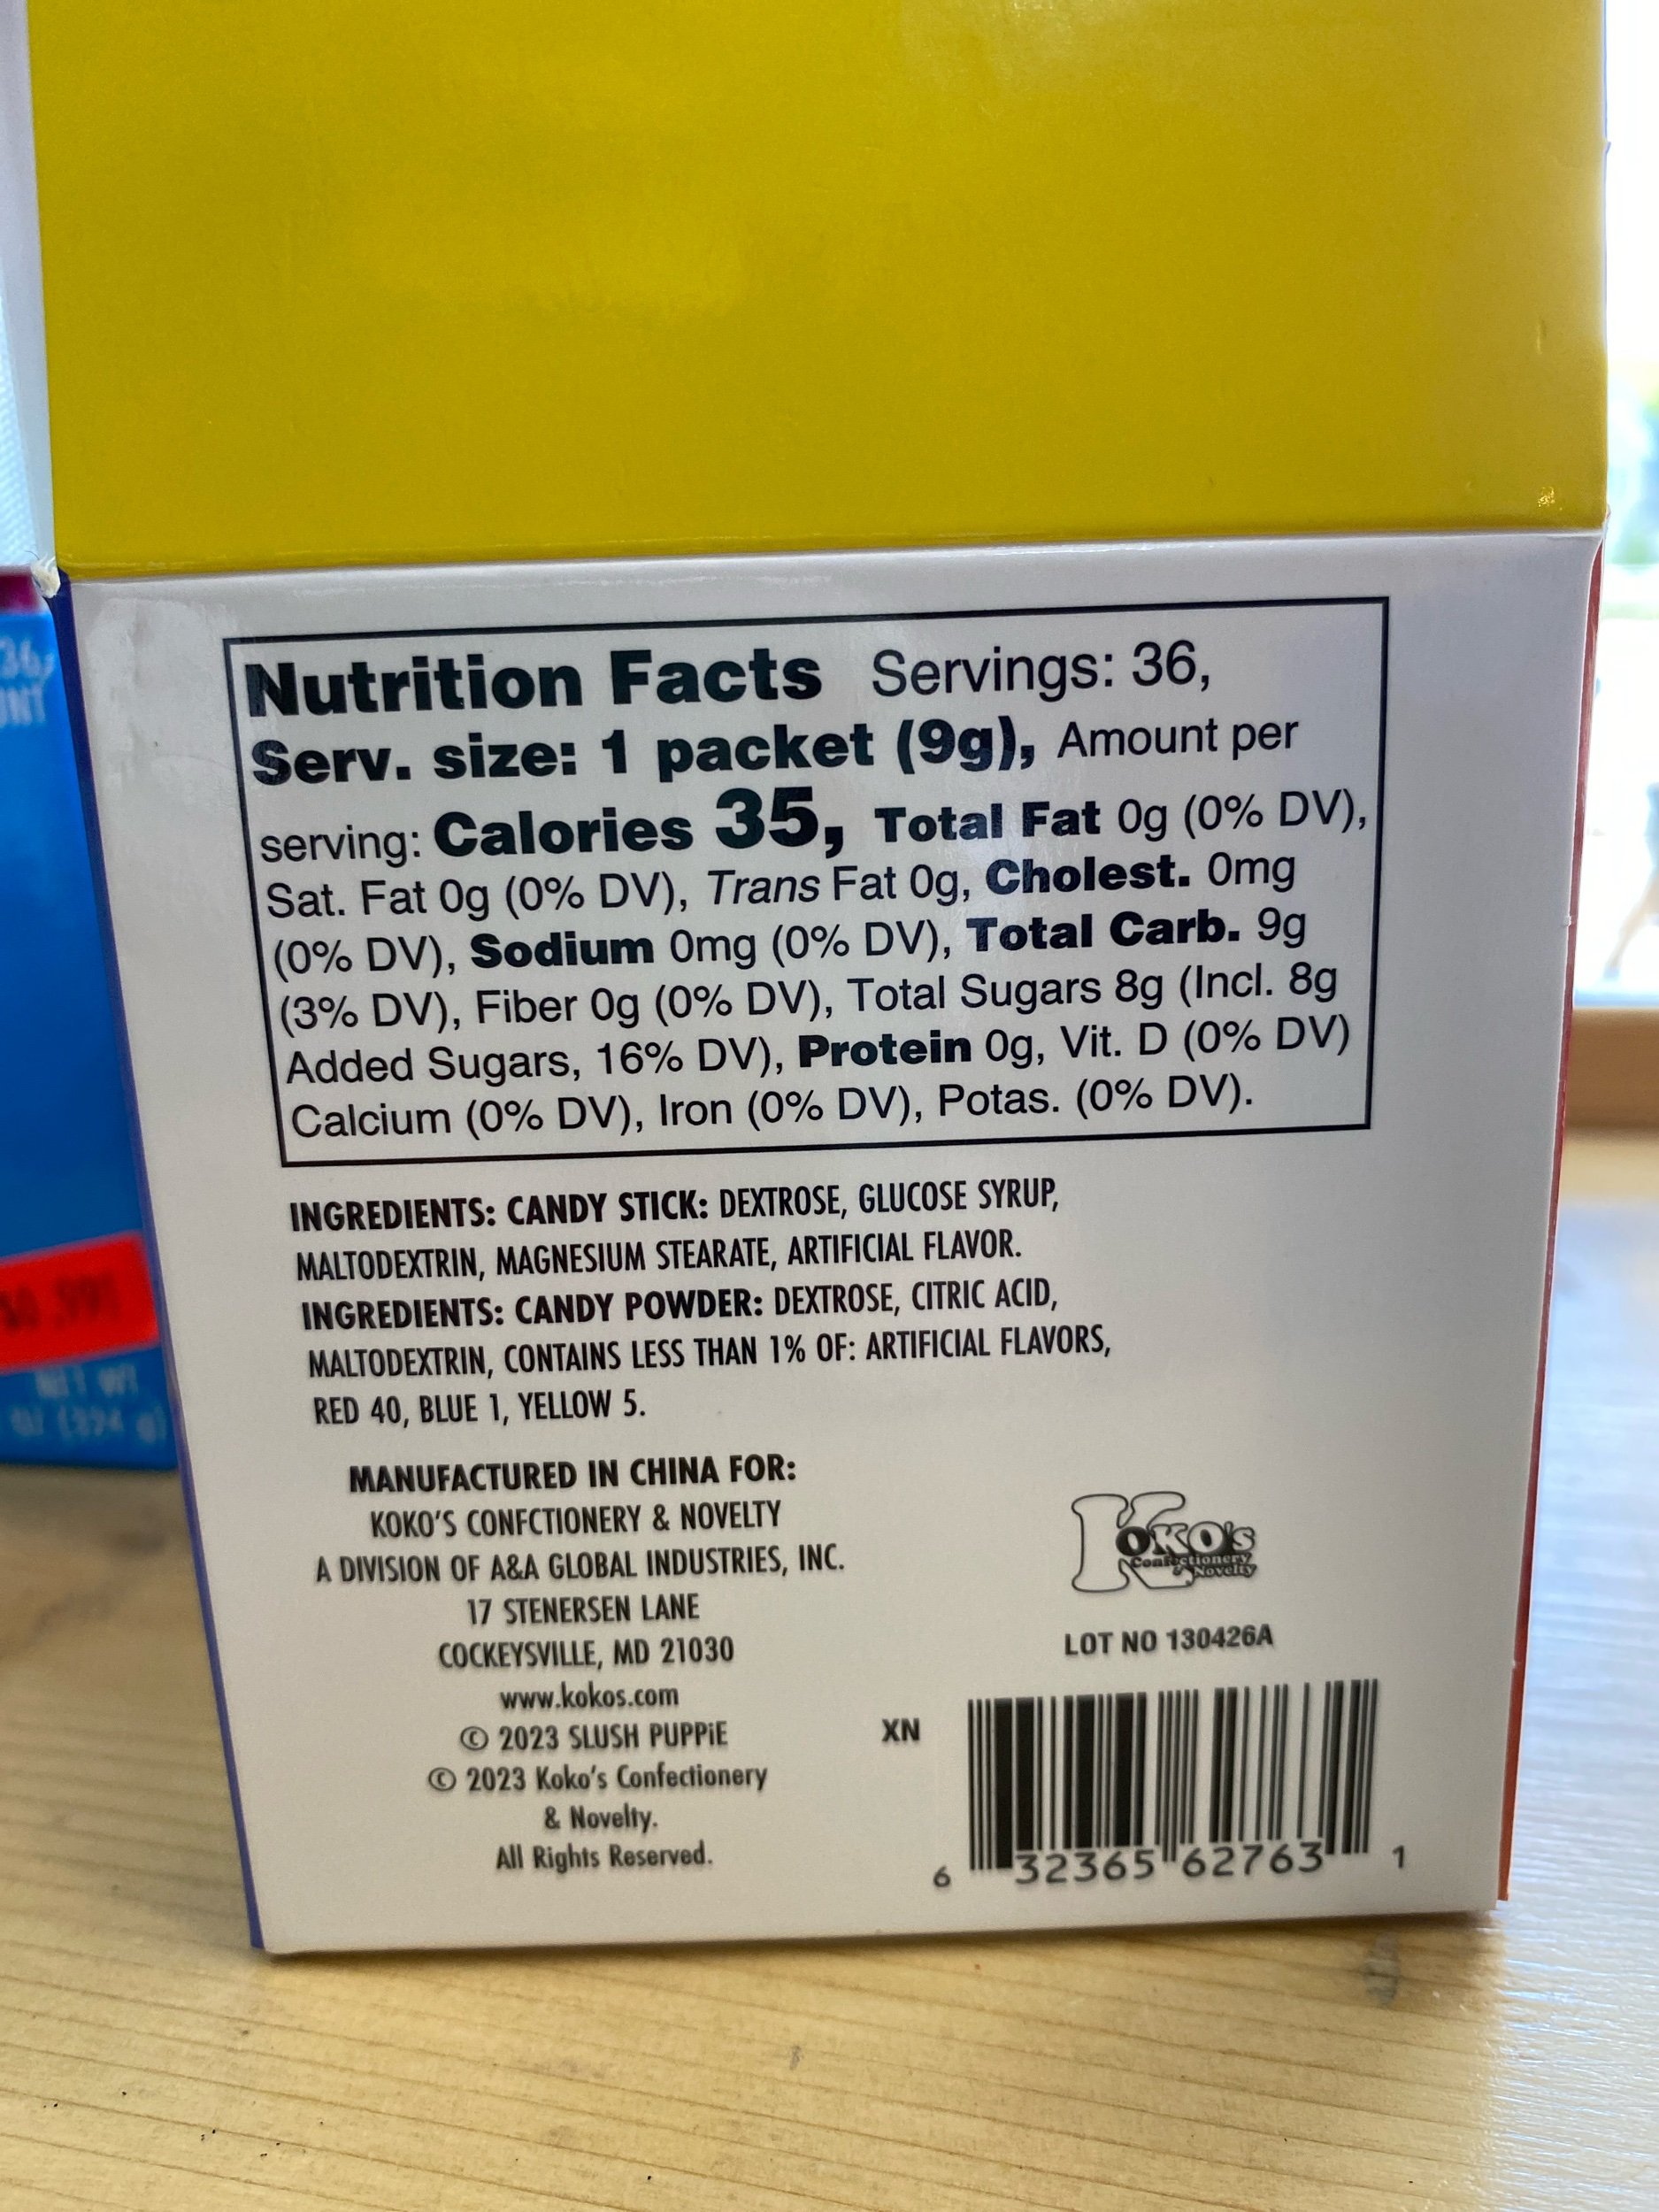 Nutrition Facts Servings: 36,
Serv. size: 1 packet (9g), Amount per
serving: Calories 35, Total Fat 0g (0% DV),
Sat. Fat 0g (0% DV), Trans Fat 0g, Cholest. 0mg
(0% DV), Sodium 0mg (0% DV), Total Carb. 9g
(3% DV), Fiber 0g (0% DV), Total Sugars 8g (Incl. 8g
Added Sugars, 16% DV), Protein 0g, Vit. D (0% DV)
Calcium (0% DV), Iron (0% DV), Potas. (0% DV).
INGREDIENTS: CANDY STICK: DEXTROSE, GLUCOSE SYRUP,
MALTODEXTRIN, MAGNESIUM STEARATE, ARTIFICIAL FLAVOR.
INGREDIENTS: CANDY POWDER: DEXTROSE, CITRIC ACID,
MALTODEXTRIN, CONTAINS LESS THAN 1% OF: ARTIFICIAL FLAVORS,
RED 40, BLUE 1, YELLOW 5.
MANUFACTURED IN CHINA FOR:
KOKO'S CONFCTIONERY & NOVELTY
A DIVISION OF A&A GLOBAL INDUSTRIES, INC.
17 STENERSEN LANE
COCKEYSVILLE, MD 21030
www.kokos.com
© 2023 SLUSH PUPPiE
© 2023 Koko's Confectionery
& Novelty.
All Rights Reserved.
KOKO's
Confectionery
& Novelty
LOT NO 130426A
XN
6 32365 62763 1
36
NET WT
OZ (394 g)